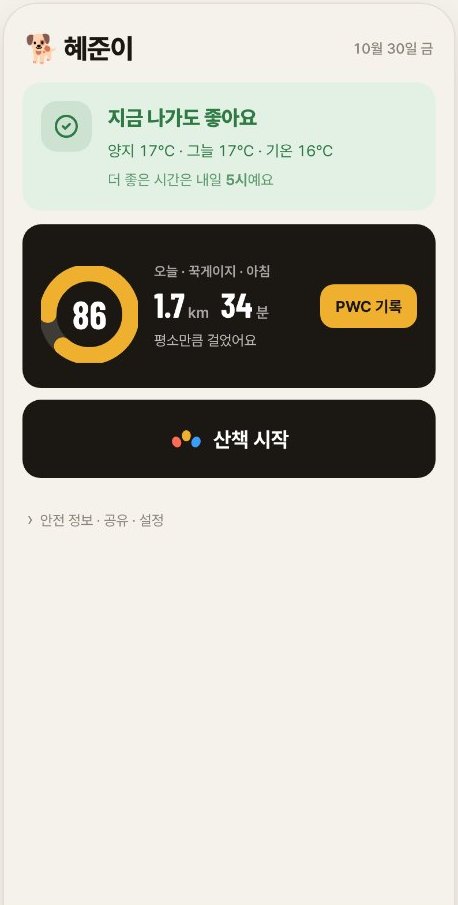 혜준이
10월 30일 금
지금 나가도 좋아요
양지 17°C · 그늘 17°C · 기온 16°C
더 좋은 시간은 내일 5시예요
86
오늘 · 꾹게이지 · 아침
1.7 km 34 분
평소만큼 걸었어요
PWC 기록
산책 시작
› 안전 정보 · 공유 · 설정